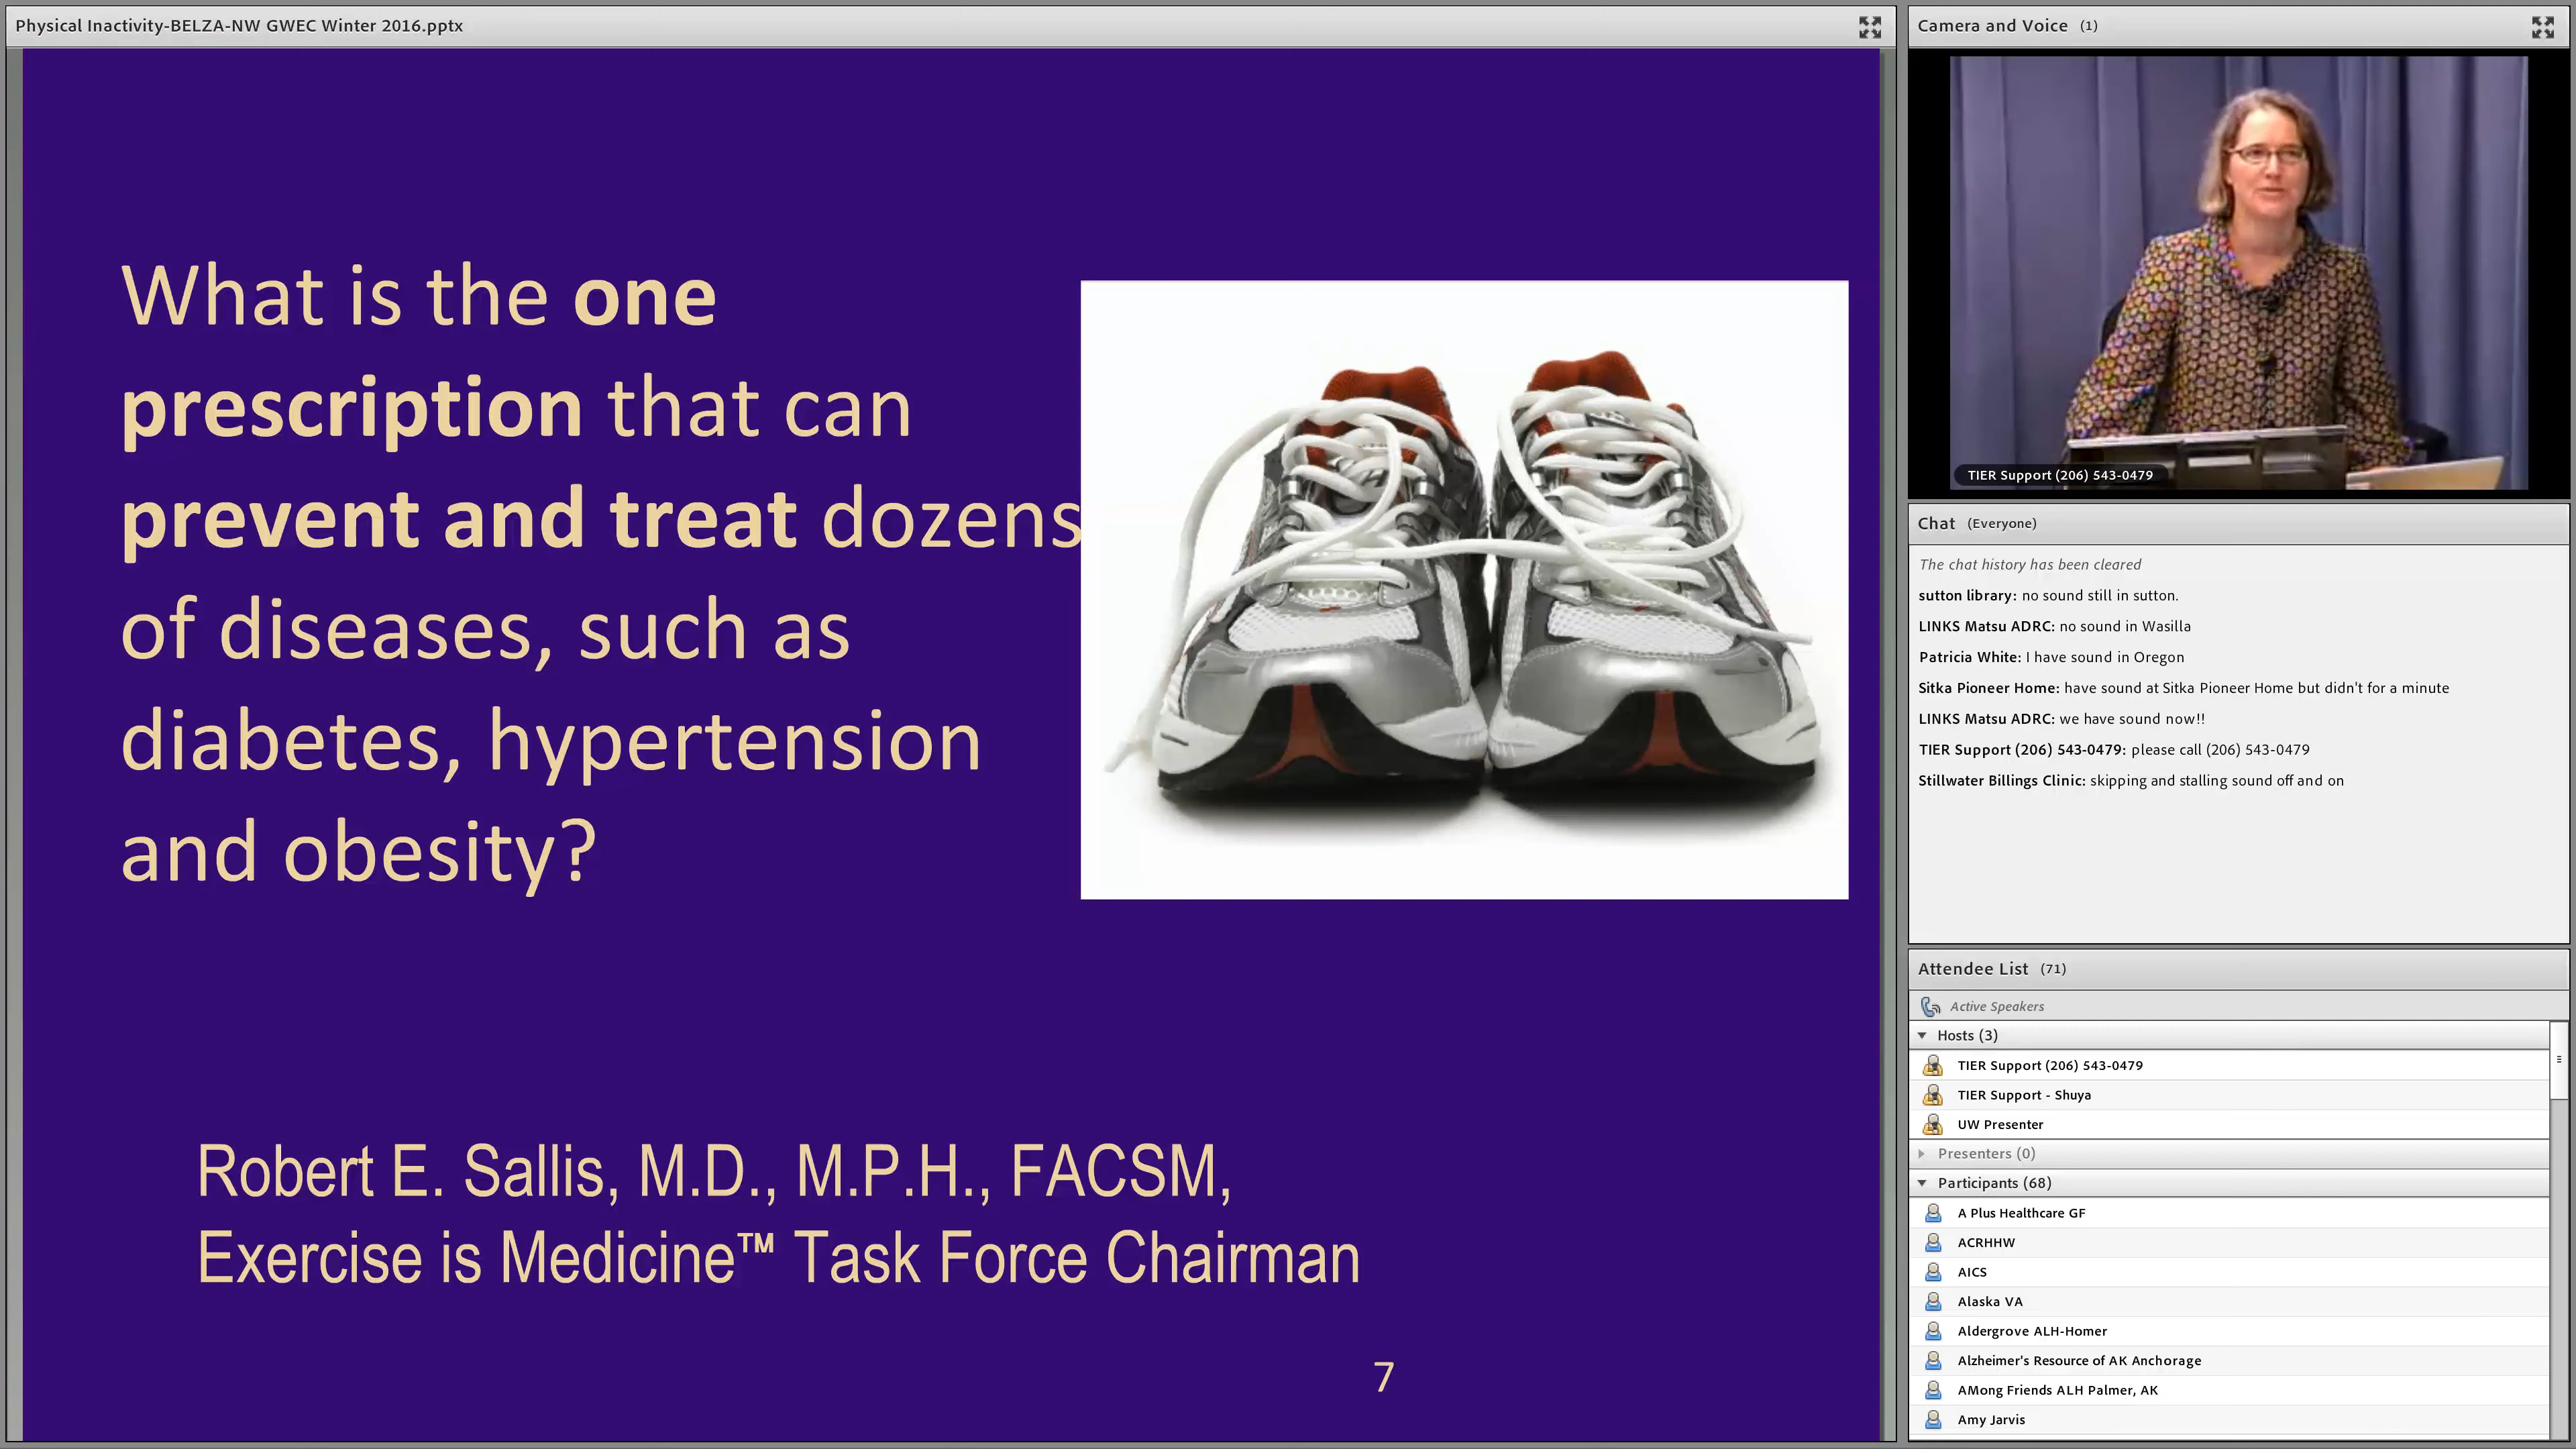 Physical Inactivity-BELZA-NW GWEC Winter 2016.pptx
What is the one
prescription that can
prevent and treat dozens
of diseases, such as
diabetes, hypertension
and obesity?
Robert E. Sallis, M.D., M.P.H., FACSM,
Exercise is Medicine™ Task Force Chairman
7
Camera and Voice (1)
TIER Support (206) 543-0479
Chat (Everyone)
The chat history has been cleared
sutton library: no sound still in sutton.
LINKS Matsu ADRC: no sound in Wasilla
Patricia White: I have sound in Oregon
Sitka Pioneer Home: have sound at Sitka Pioneer Home but didn't for a minute
LINKS Matsu ADRC: we have sound now!!
TIER Support (206) 543-0479: please call (206) 543-0479
Stillwater Billings Clinic: skipping and stalling sound off and on
Attendee List (71)
Active Speakers
Hosts (3)
TIER Support (206) 543-0479
TIER Support - Shuya
UW Presenter
Presenters (0)
Participants (68)
A Plus Healthcare GF
ACRHHW
AICS
Alaska VA
Aldergrove ALH-Homer
Alzheimer's Resource of AK Anchorage
AMong Friends ALH Palmer, AK
Amy Jarvis